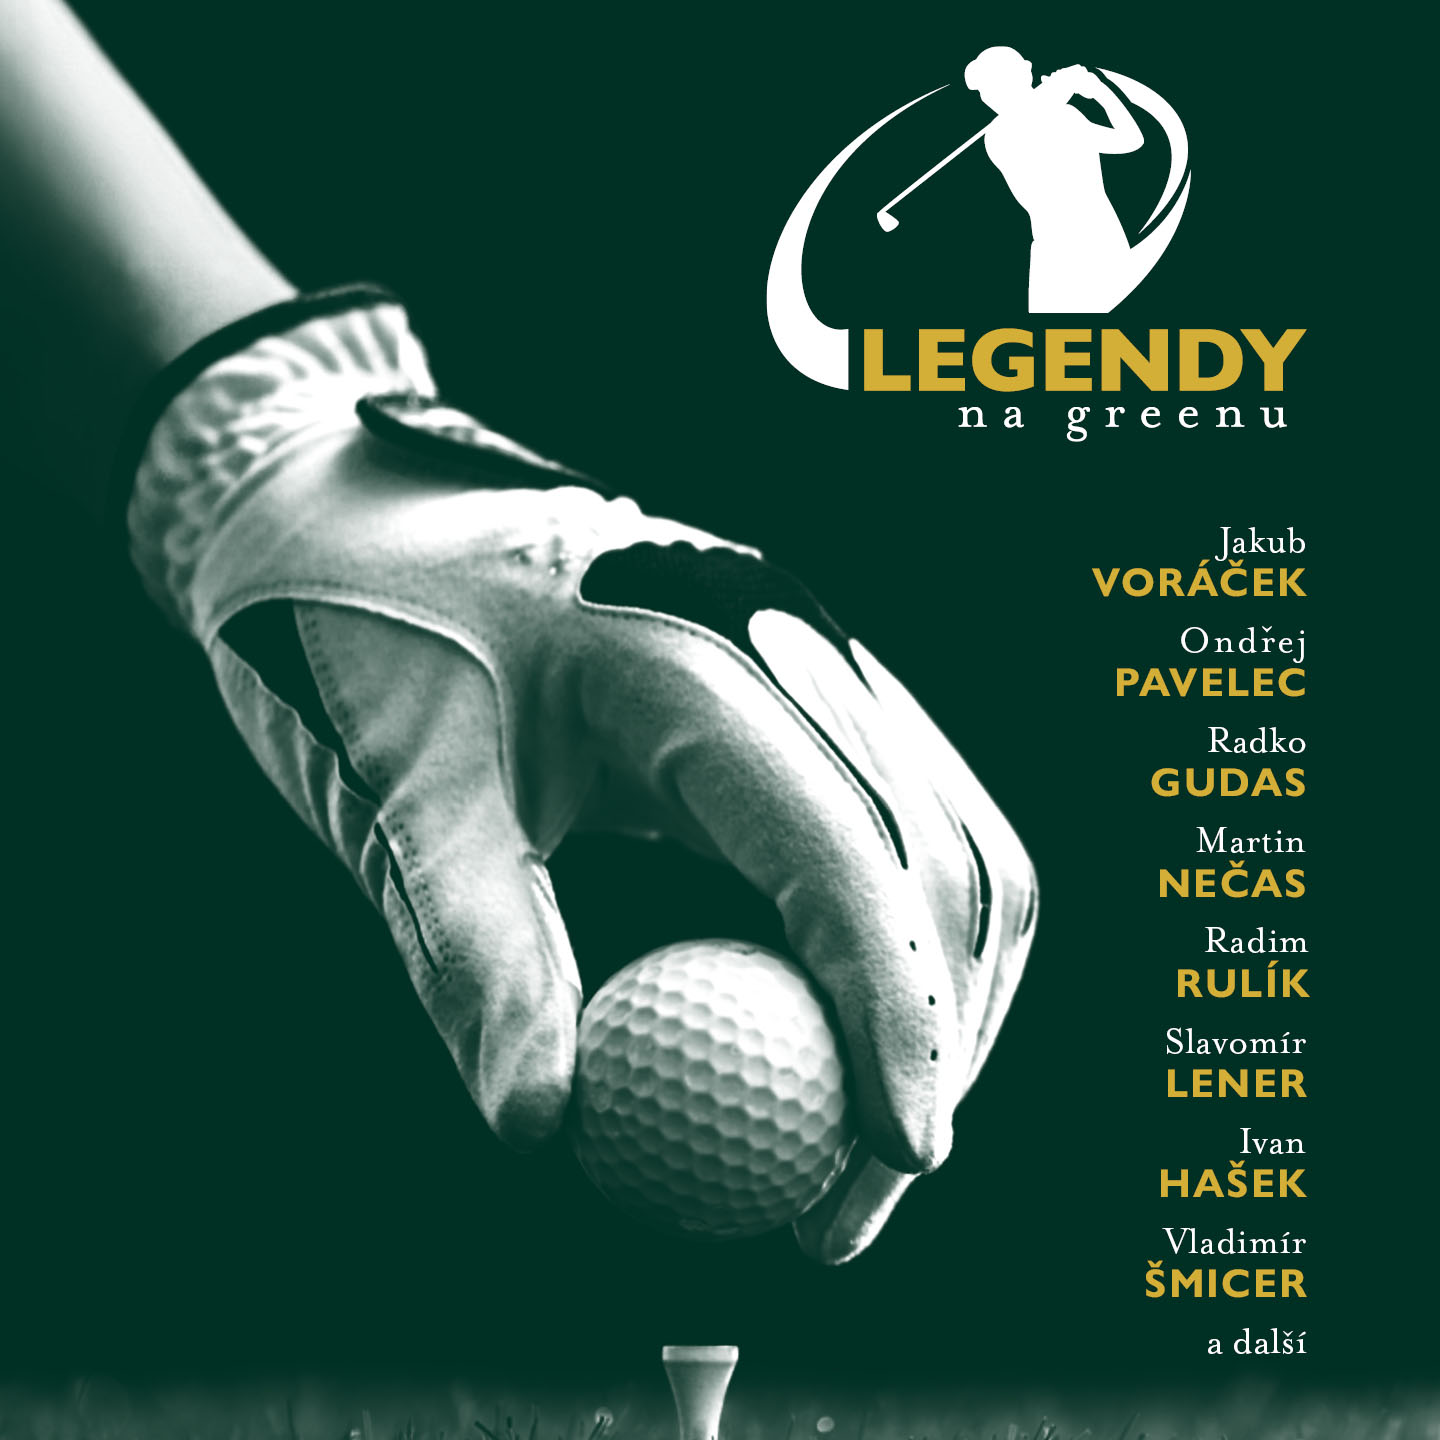 LEGENDY
na greenu
Jakub
VORÁČEK
Ondřej
PAVELEC
Radko
GUDAS
Martin
NEČAS
Radim
RULÍK
Slavomír
LENER
Ivan
HAŠEK
Vladimír
ŠMICER
a další